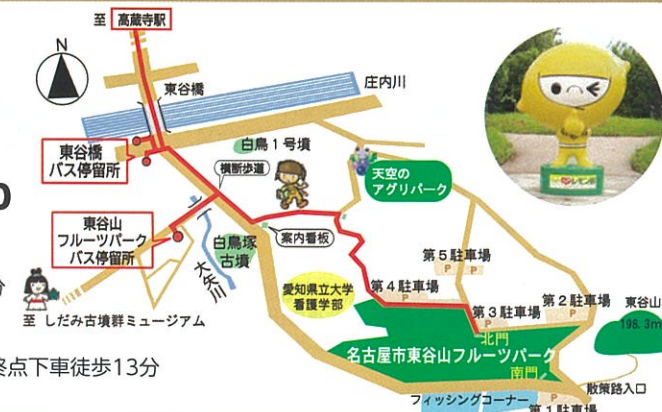 至 高蔵寺駅
N
東谷橋
庄内川
東谷橋
バス停留所
白鳥1号墳
横断歩道
天空の
アグリパーク
東谷山
フルーツパーク
バス停留所
案内看板
白鳥塚
古墳
大矢川
第5駐車場
P P
愛知県立大学
看護学部
第4駐車場
P
第3駐車場
P
第2駐車場
P
東谷山
198.3m
至 しだみ古墳群ミュージアム
北門
名古屋市東谷山フルーツパーク
南門
終点下車徒歩13分
散策路入口
フィッシングコーナー
P
第1駐車場